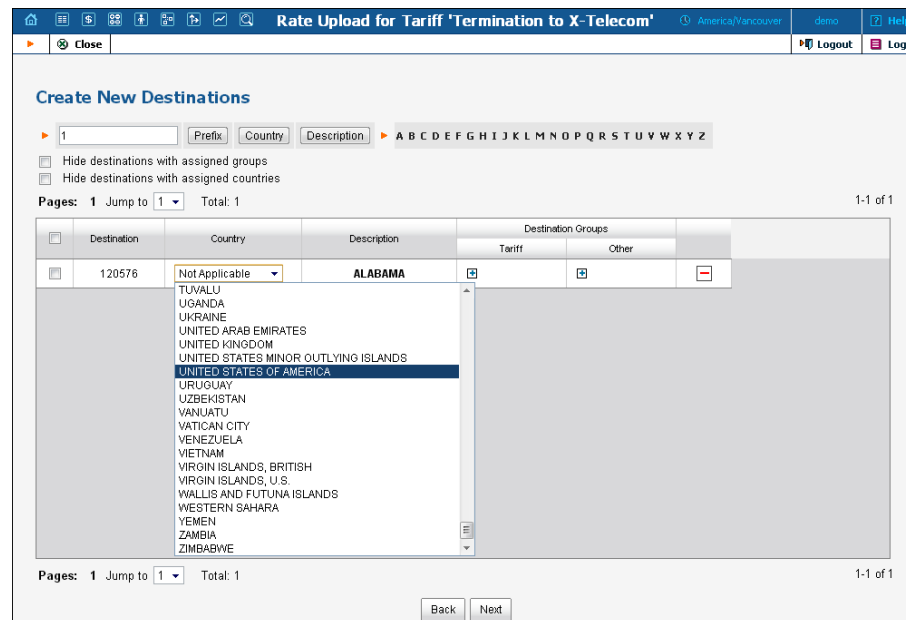 Rate Upload for Tariff 'Termination to X-Telecom' America/Vancouver demo ? Help
Close Logout Log
Create New Destinations
1 Prefix Country Description A B C D E F G H I J K L M N O P Q R S T U V W X Y Z
Hide destinations with assigned groups
Hide destinations with assigned countries
Pages: 1 Jump to 1 Total: 1 1-1 of 1
Destination Country Description Destination Groups
Tariff Other
120576 Not Applicable ALABAMA
TUVALU
UGANDA
UKRAINE
UNITED ARAB EMIRATES
UNITED KINGDOM
UNITED STATES MINOR OUTLYING ISLANDS
UNITED STATES OF AMERICA
URUGUAY
UZBEKISTAN
VANUATU
VATICAN CITY
VENEZUELA
VIETNAM
VIRGIN ISLANDS, BRITISH
VIRGIN ISLANDS, U.S.
WALLIS AND FUTUNA ISLANDS
WESTERN SAHARA
YEMEN
ZAMBIA
ZIMBABWE
Pages: 1 Jump to 1 Total: 1 1-1 of 1
Back Next